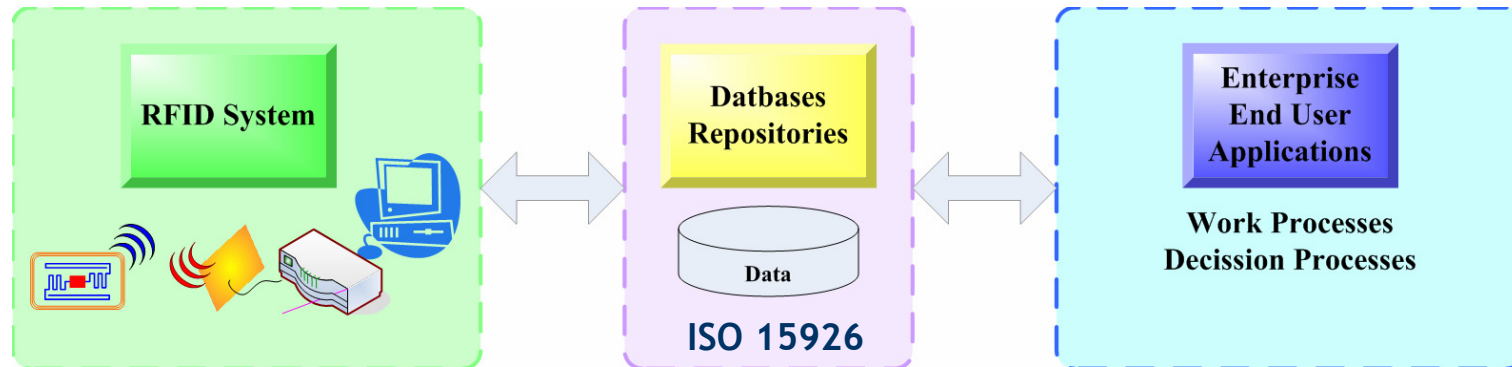 RFID System
Datbases
Repositories
Data
ISO 15926
Enterprise
End User
Applications
Work Processes
Decission Processes